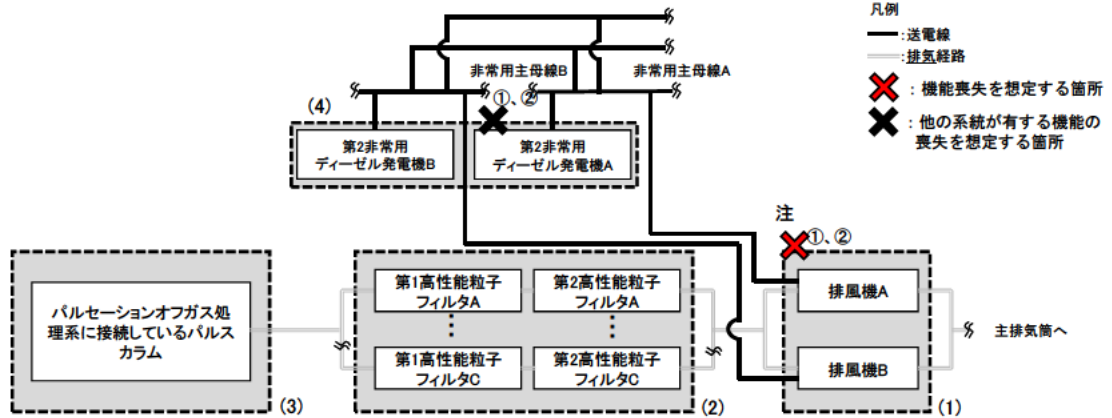 凡例
:送電線
:排気経路
:機能喪失を想定する箇所
:他の系統が有する機能の
喪失を想定する箇所
非常用主母線B
非常用主母線A
(4)
①、②
第2非常用
ディーゼル発電機B
第2非常用
ディーゼル発電機A
注
①、②
パルセーションオフガス処
理系に接続しているパルス
カラム
(3)
第1高性能粒子
フィルタA
第2高性能粒子
フィルタA
第1高性能粒子
フィルタC
第2高性能粒子
フィルタC
(2)
排風機A
排風機B
(1)
主排気筒へ